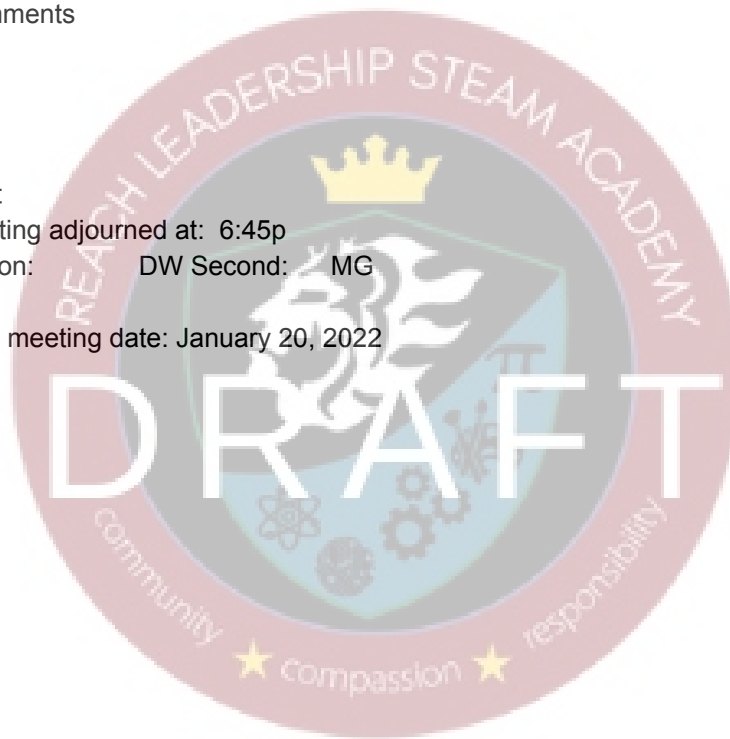 nments
REACH LEADERSHIP STEAM ACADEMY
ting adjourned at: 6:45p
on: DW Second: MG
meeting date: January 20, 2022
DRAFT
π
community ★ compassion ★ responsibility